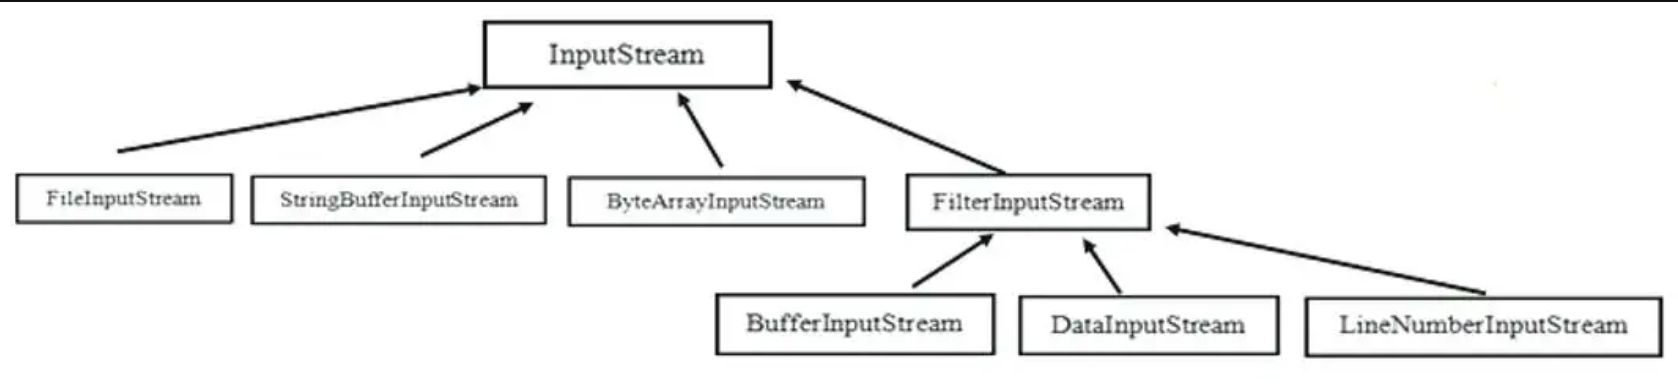 InputStream
FileInputStream
StringBufferInputStream
ByteArrayInputStream
FilterInputStream
BufferInputStream
DataInputStream
LineNumberInputStream